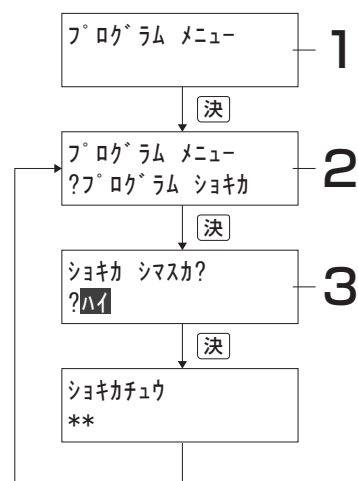 プログラム メニュー
1
決
プログラム メニュー
?プログラム ショキカ
2
決
ショキカ シマスカ?
?ハイ
3
決
ショキカチュウ
**